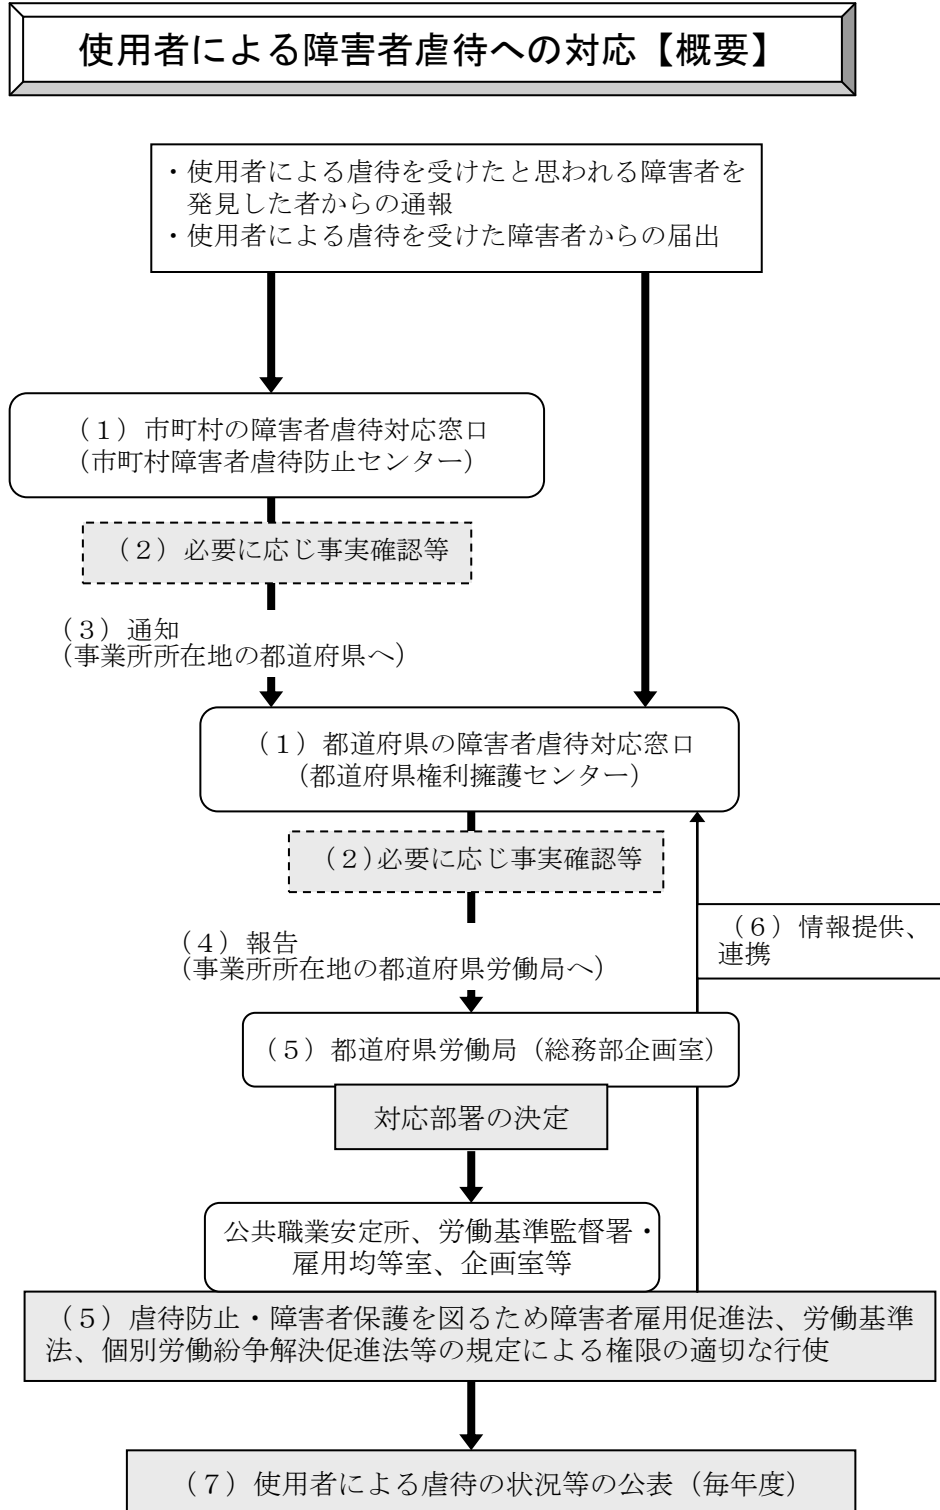 使用者による障害者虐待への対応【概要】
・使用者による虐待を受けたと思われる障害者を
発見した者からの通報
・使用者による虐待を受けた障害者からの届出
（１）市町村の障害者虐待対応窓口
（市町村障害者虐待防止センター）
（２）必要に応じ事実確認等
（３）通知
（事業所所在地の都道府県へ）
（１）都道府県の障害者虐待対応窓口
（都道府県権利擁護センター）
（２）必要に応じ事実確認等
（４）報告
（事業所所在地の都道府県労働局へ）
（６）情報提供、
連携
（５）都道府県労働局（総務部企画室）
対応部署の決定
公共職業安定所、労働基準監督署・
雇用均等室、企画室等
（５）虐待防止・障害者保護を図るため障害者雇用促進法、労働基準
法、個別労働紛争解決促進法等の規定による権限の適切な行使
（７）使用者による虐待の状況等の公表（毎年度）